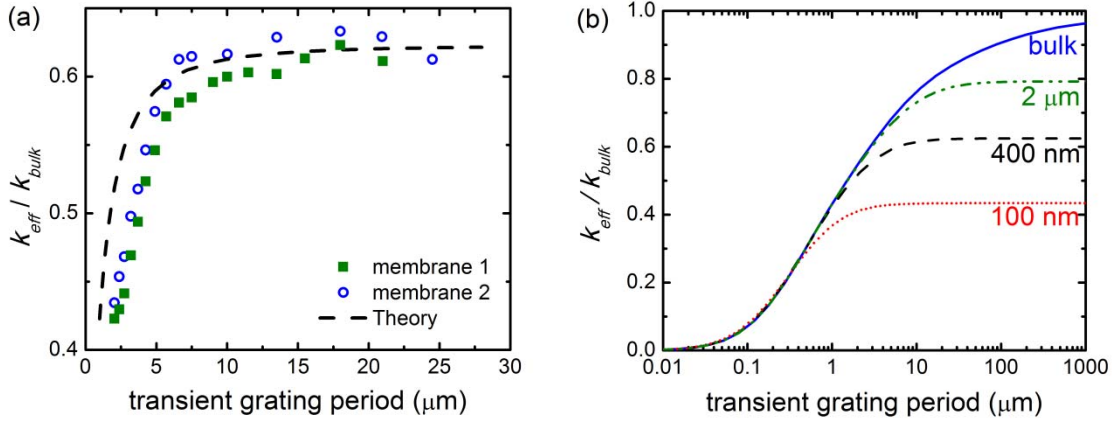 (a)
0.6
0.5
0.4
k_eff / k_bulk
membrane 1
membrane 2
Theory
0 5 10 15 20 25 30
transient grating period (μm)
(b)
1.0
0.8
0.6
0.4
0.2
0.0
k_eff / k_bulk
bulk
2 μm
400 nm
100 nm
0.01 0.1 1 10 100 1000
transient grating period (μm)